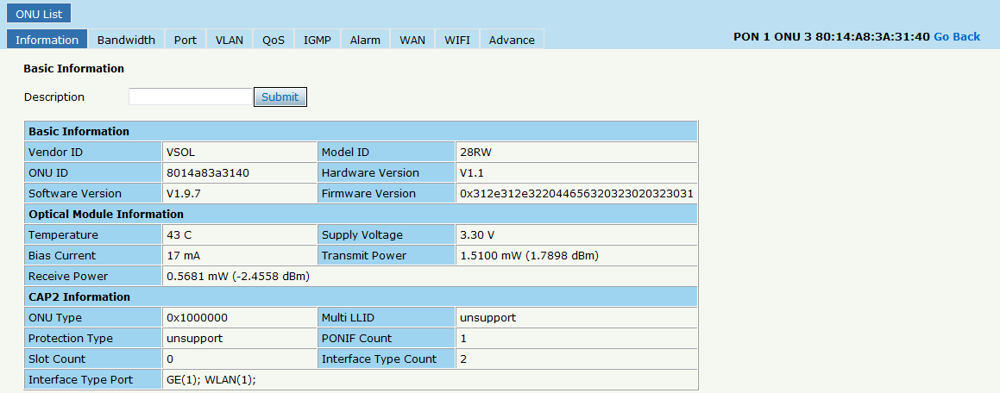 ONU List
Information Bandwidth Port VLAN QoS IGMP Alarm WAN WIFI Advance PON 1 ONU 3 80:14:A8:3A:31:40 Go Back
Basic Information
Description Submit
Basic Information
Vendor ID VSOL Model ID 28RW
ONU ID 8014a83a3140 Hardware Version V1.1
Software Version V1.9.7 Firmware Version 0x312e312e3220446563203230 20323031
Optical Module Information
Temperature 43 C Supply Voltage 3.30 V
Bias Current 17 mA Transmit Power 1.5100 mW (1.7898 dBm)
Receive Power 0.5681 mW (-2.4558 dBm)
CAP2 Information
ONU Type 0x1000000 Multi LLID unsupport
Protection Type unsupport PONIF Count 1
Slot Count 0 Interface Type Count 2
Interface Type Port GE(1); WLAN(1);